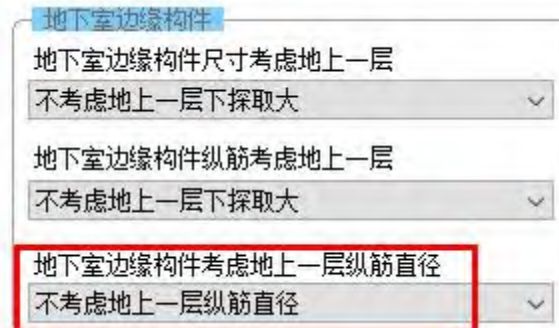 地下室边缘构件
地下室边缘构件尺寸考虑地上一层
不考虑地上一层下探取大
地下室边缘构件纵筋考虑地上一层
不考虑地上一层下探取大
地下室边缘构件考虑地上一层纵筋直径
不考虑地上一层纵筋直径